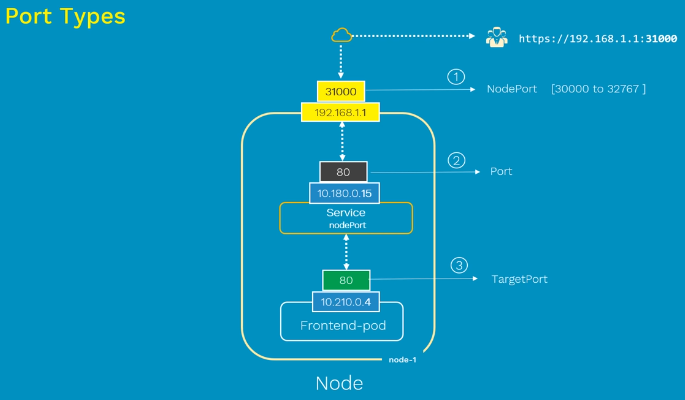 Port Types
https://192.168.1.1:31000
1
31000
NodePort [30000 to 32767 ]
192.168.1.1
2
80
Port
10.180.0.15
Service
nodePort
3
80
TargetPort
10.210.0.4
Frontend-pod
node-1
Node